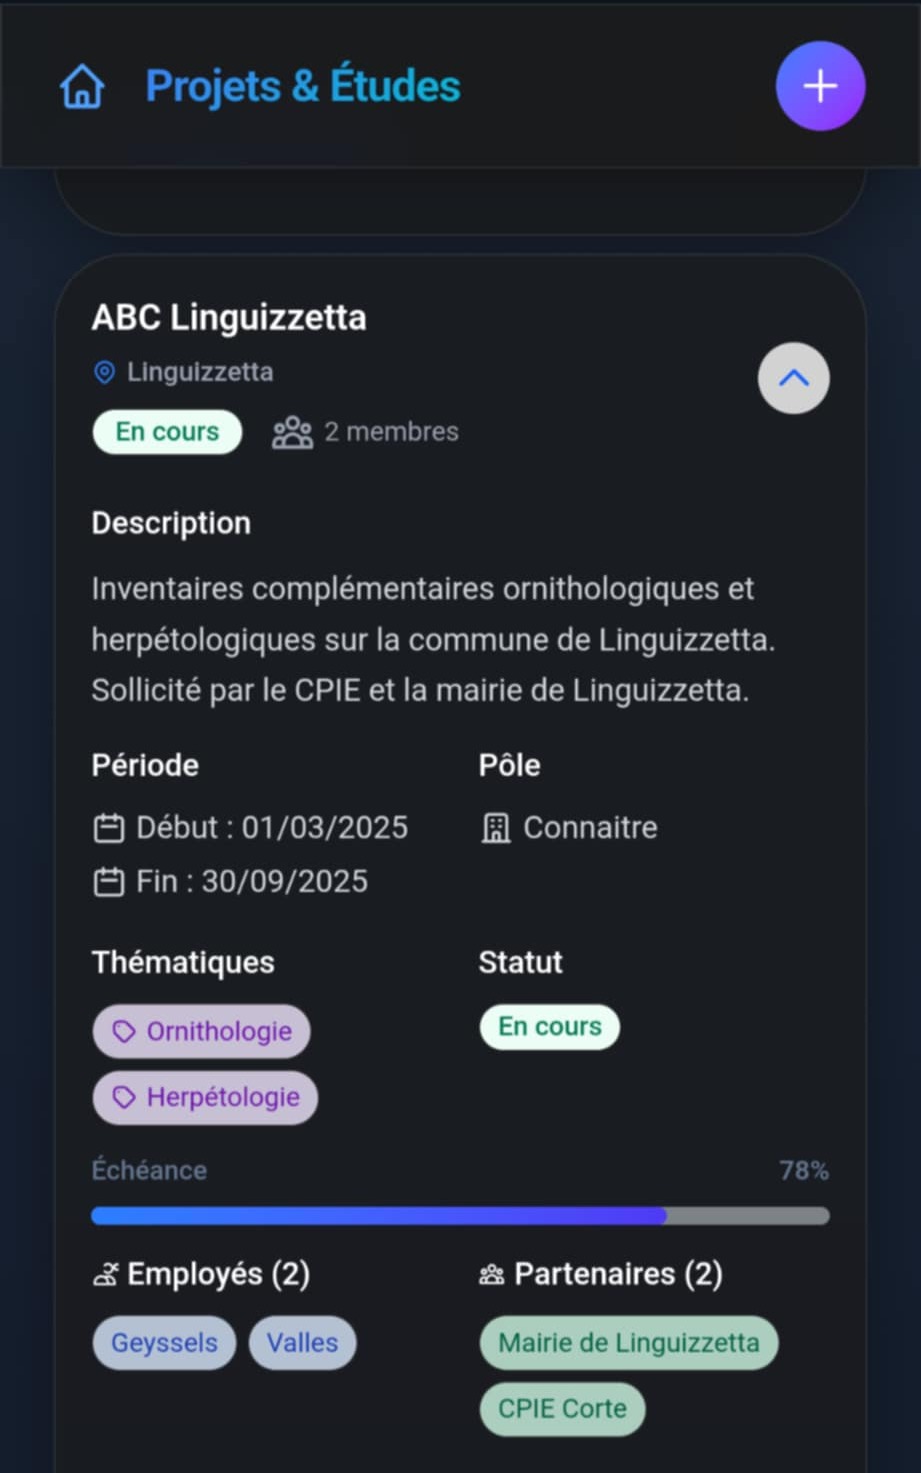 Projets & Études
ABC Linguizzetta
Linguizzetta
En cours
2 membres
Description
Inventaires complémentaires ornithologiques et
herpétologiques sur la commune de Linguizzetta.
Sollicité par le CPIE et la mairie de Linguizzetta.
Période
Début : 01/03/2025
Fin : 30/09/2025
Pôle
Connaitre
Thématiques
Ornithologie
Herpétologie
Statut
En cours
Échéance 78%
Employés (2)
Geyssels Valles
Partenaires (2)
Mairie de Linguizzetta
CPIE Corte